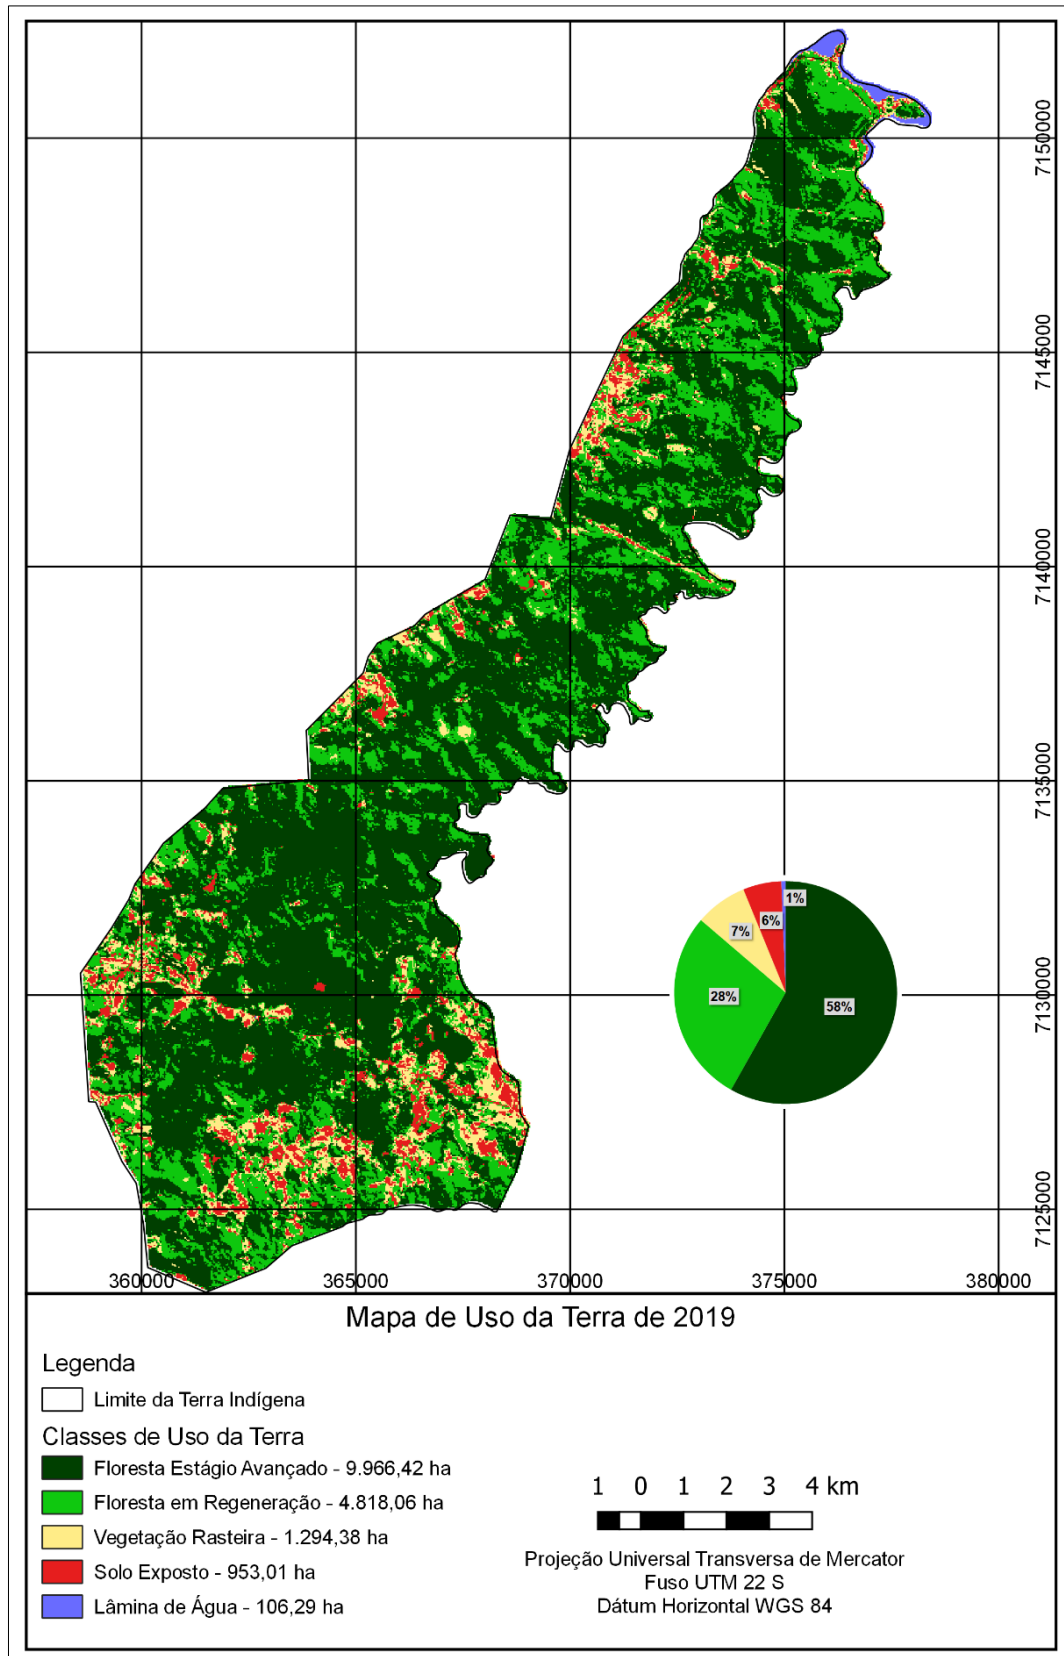 7150000
7145000
7140000
7135000
7130000
7125000
1%
6%
7%
28%
58%
360000 365000 370000 375000 380000
Mapa de Uso da Terra de 2019
Legenda
Limite da Terra Indígena
Classes de Uso da Terra
Floresta Estágio Avançado - 9.966,42 ha
Floresta em Regeneração - 4.818,06 ha
Vegetação Rasteira - 1.294,38 ha
Solo Exposto - 953,01 ha
Lâmina de Água - 106,29 ha
1 0 1 2 3 4 km
Projeção Universal Transversa de Mercator
Fuso UTM 22 S
Dátum Horizontal WGS 84